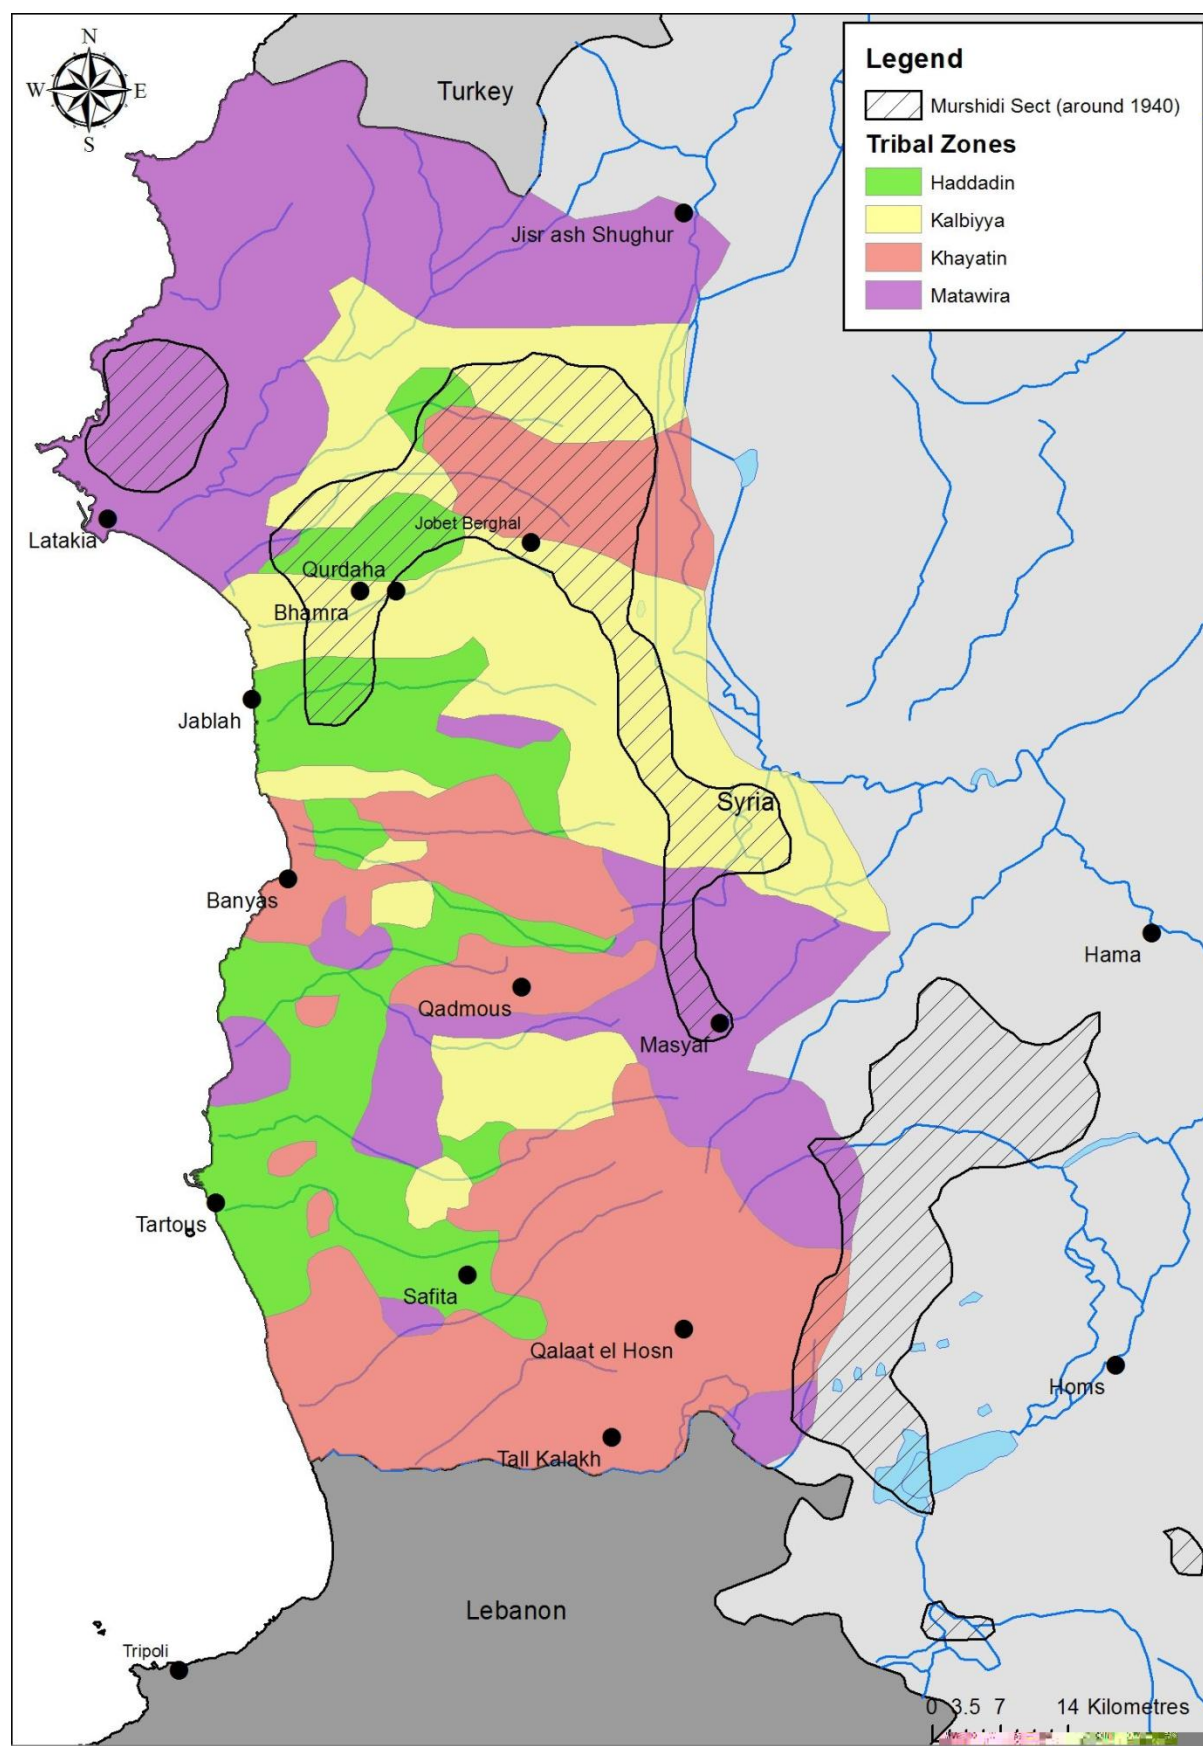 N
W E
S
Turkey
Legend
Murshidi Sect (around 1940)
Tribal Zones
Haddadin
Kalbiyya
Khayatin
Matawira
Jisr ash Shughur
Latakia
Jobet Berghal
Qurdaha
Bhamra
Jablah
Syria
Banyas
Hama
Qadmous
Masyaf
Tartous
Safita
Qalaat el Hosn
Homs
Tall Kalakh
Lebanon
Tripoli
0 3.5 7 14 Kilometres